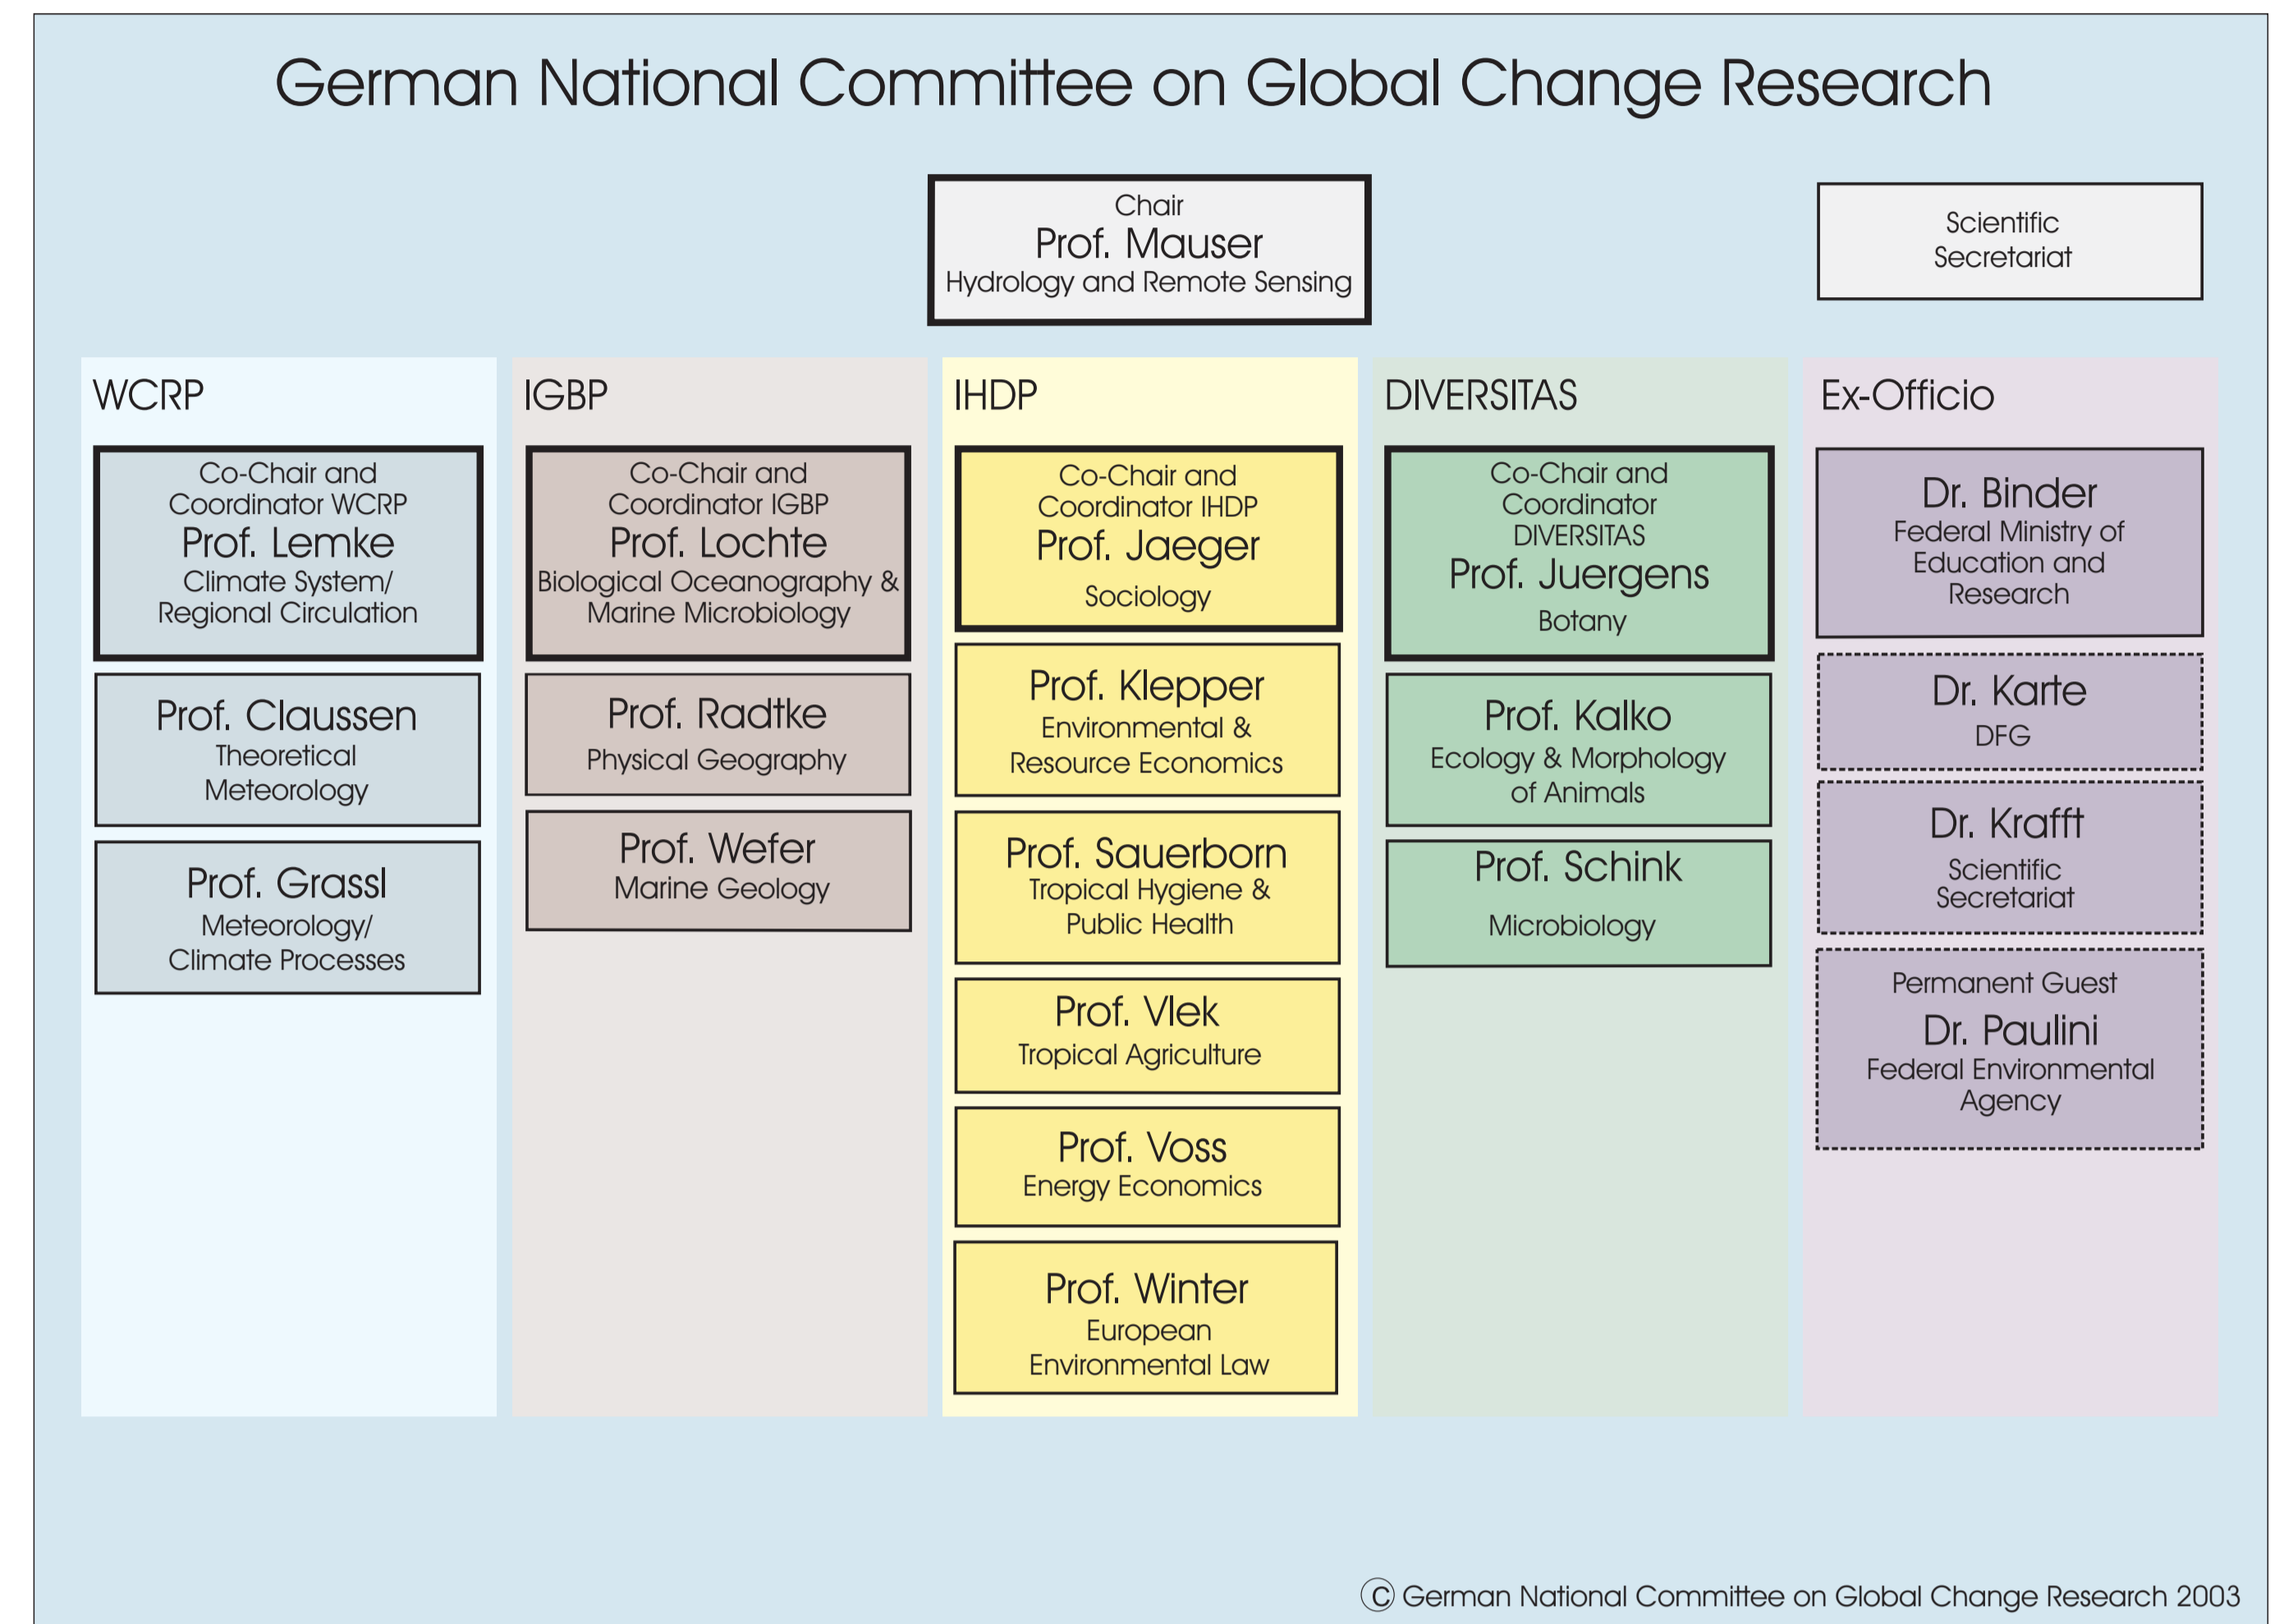 German National Committee on Global Change Research
Chair
Prof. Mauser
Hydrology and Remote Sensing
Scientific
Secretariat
WCRP
Co-Chair and
Coordinator WCRP
Prof. Lemke
Climate System/
Regional Circulation
Prof. Claussen
Theoretical
Meteorology
Prof. Grassl
Meteorology/
Climate Processes
IGBP
Co-Chair and
Coordinator IGBP
Prof. Lochte
Biological Oceanography &
Marine Microbiology
Prof. Radtke
Physical Geography
Prof. Wefer
Marine Geology
IHDP
Co-Chair and
Coordinator IHDP
Prof. Jaeger
Sociology
Prof. Klepper
Environmental &
Resource Economics
Prof. Sauerborn
Tropical Hygiene &
Public Health
Prof. Vlek
Tropical Agriculture
Prof. Voss
Energy Economics
Prof. Winter
European
Environmental Law
DIVERSITAS
Co-Chair and
Coordinator
DIVERSITAS
Prof. Juergens
Botany
Prof. Kalko
Ecology & Morphology
of Animals
Prof. Schink
Microbiology
Ex-Officio
Dr. Binder
Federal Ministry of
Education and
Research
Dr. Karte
DFG
Dr. Krafft
Scientific
Secretariat
Permanent Guest
Dr. Paulini
Federal Environmental
Agency
© German National Committee on Global Change Research 2003